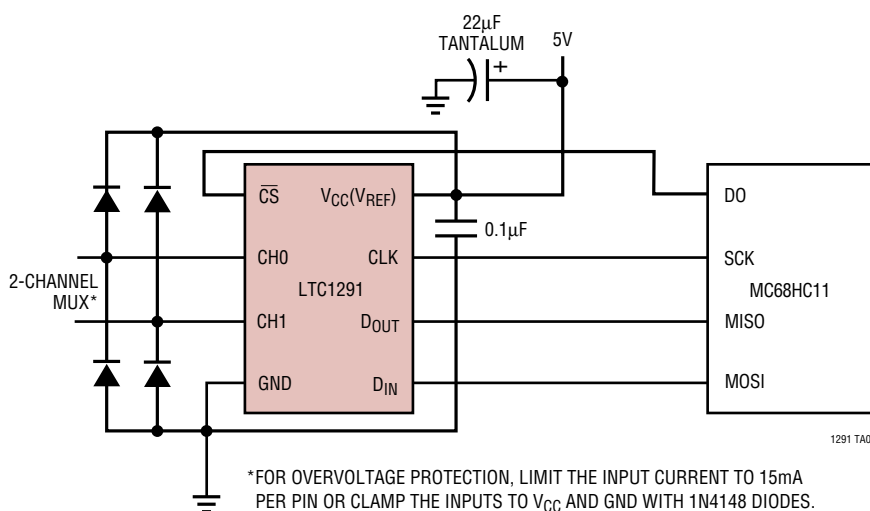 22µF
TANTALUM
+
5V
C̅S̅
VCC(VREF)
DO
0.1µF
CH0
CLK
SCK
2-CHANNEL
MUX*
LTC1291
MC68HC11
CH1
DOUT
MISO
GND
DIN
MOSI
1291 TA0
*FOR OVERVOLTAGE PROTECTION, LIMIT THE INPUT CURRENT TO 15mA
PER PIN OR CLAMP THE INPUTS TO VCC AND GND WITH 1N4148 DIODES.